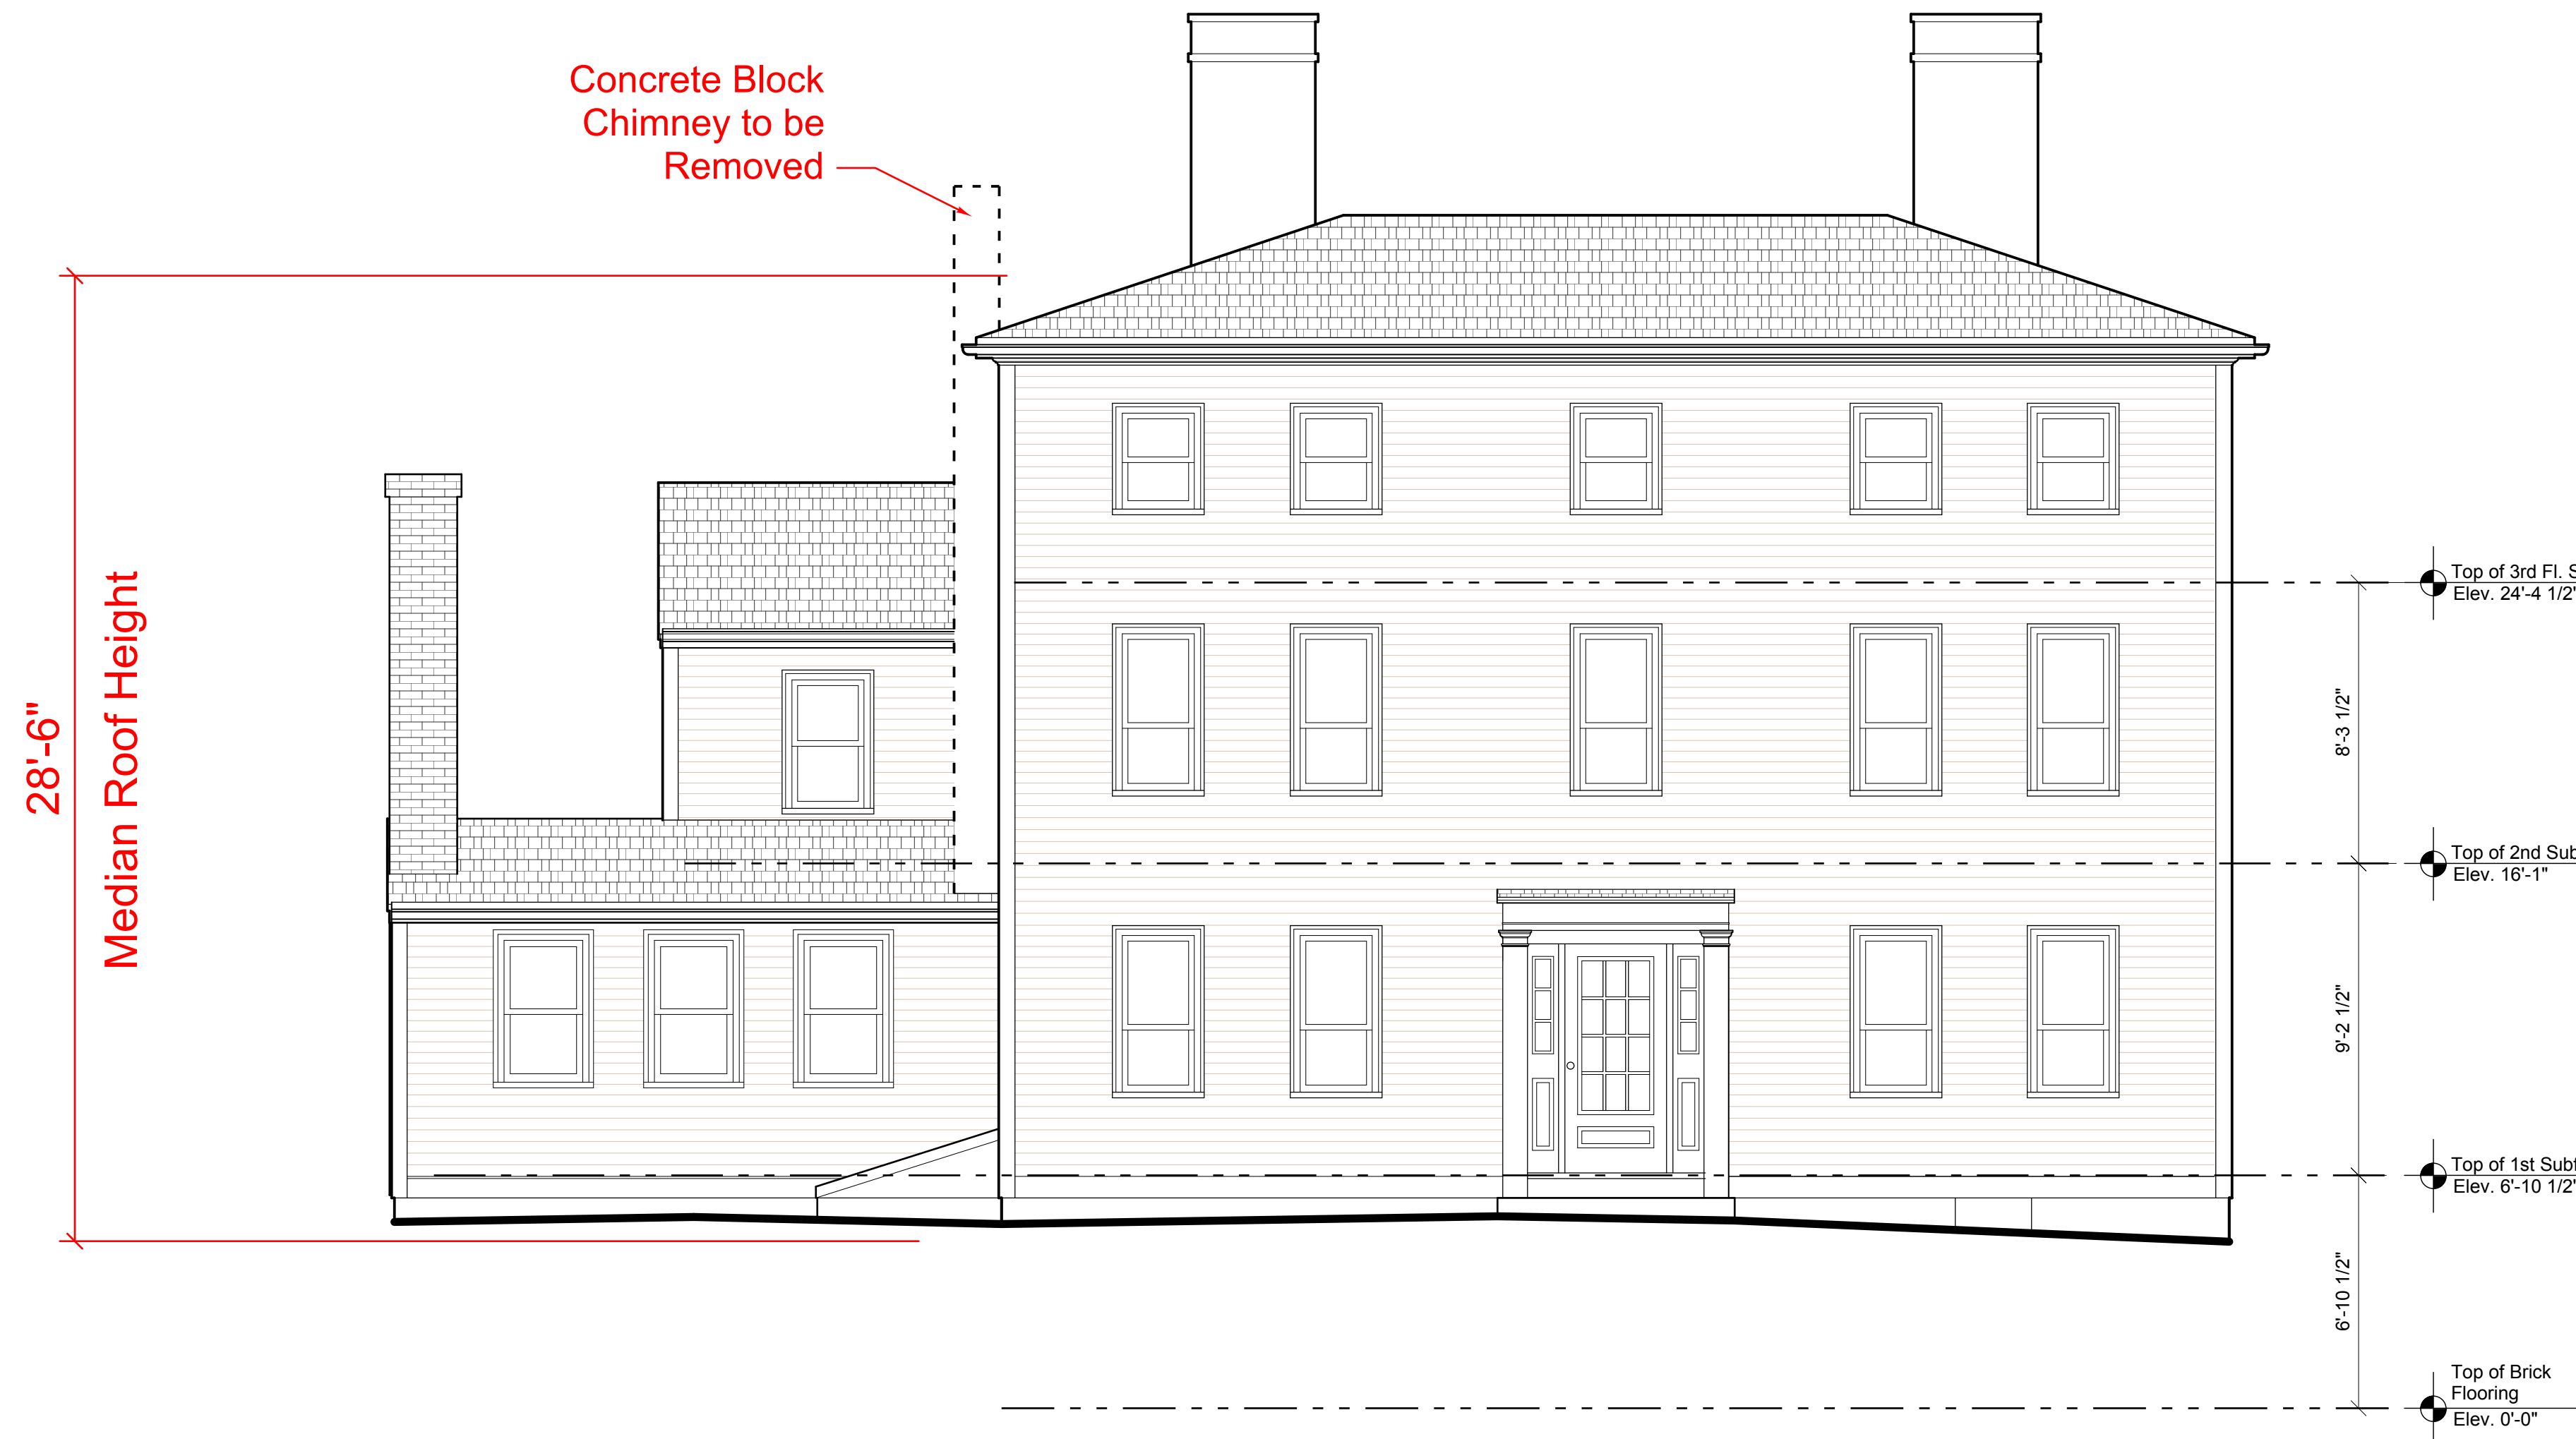 Concrete Block
Chimney to be
Removed
28'-6"
Median Roof Height
Top of 3rd Fl.
Elev. 24'-4 1/2"
8'-3 1/2"
Top of 2nd
Elev. 16'-1"
9'-2 1/2"
Top of 1st
Elev. 6'-10 1/2"
6'-10 1/2"
Top of Brick
Flooring
Elev. 0'-0"